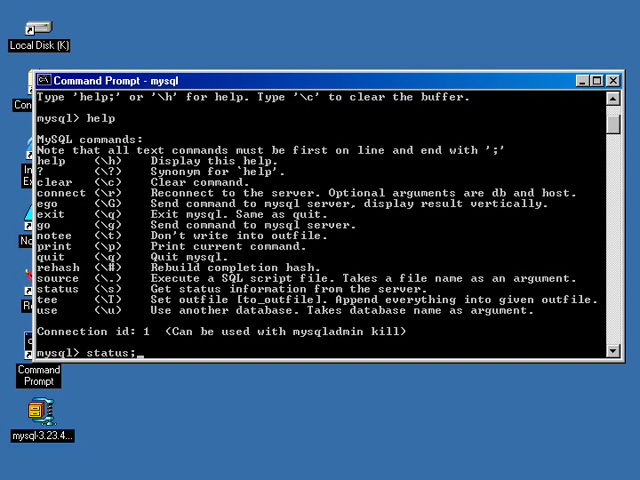 Local Disk (K)
Command Prompt - mysql
Type 'help;' or '\h' for help. Type '\c' to clear the buffer.
mysql> help
MySQL commands:
Note that all text commands must be first on line and end with ';'
help (\h) Display this help.
? (\?) Synonym for `help'.
clear (\c) Clear command.
connect (\r) Reconnect to the server. Optional arguments are db and host.
ego (\G) Send command to mysql server, display result vertically.
exit (\q) Exit mysql. Same as quit.
go (\g) Send command to mysql server.
notee (\t) Don't write into outfile.
print (\p) Print current command.
quit (\q) Quit mysql.
rehash (\#) Rebuild completion hash.
source (\.) Execute a SQL script file. Takes a file name as an argument.
status (\s) Get status information from the server.
tee (\T) Set outfile [to_outfile]. Append everything into given outfile.
use (\u) Use another database. Takes database name as argument.
Connection id: 1 (Can be used with mysqladmin kill)
mysql> status;_
Command
Prompt
mysql-3.23.4...